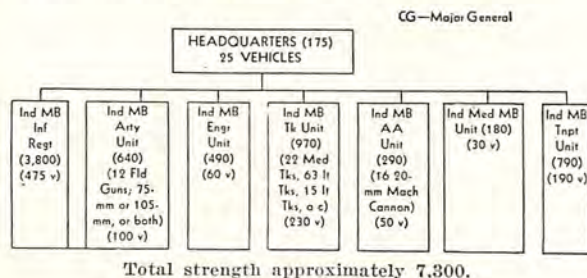 CG—Major General
HEADQUARTERS (175)
25 VEHICLES
Ind MB
Inf
Regt
(3,800)
(475 v)
Ind MB
Arty
Unit
(640)
(12 Fld
Guns; 75-
mm or 105-
mm, or both)
(100 v)
Ind MB
Engr
Unit
(490)
(60 v)
Ind MB
Tk Unit
(970)
(22 Med
Tks, 63 lt
Tks, 15 lt
Tks, a c)
(230 v)
Ind MB
AA
Unit
(290)
(16 20-
mm Mach
Cannon)
(50 v)
Ind Med MB
Unit (180)
(30 v)
Ind MB
Tnpt
Unit
(790)
(190 v)
Total strength approximately 7,300.